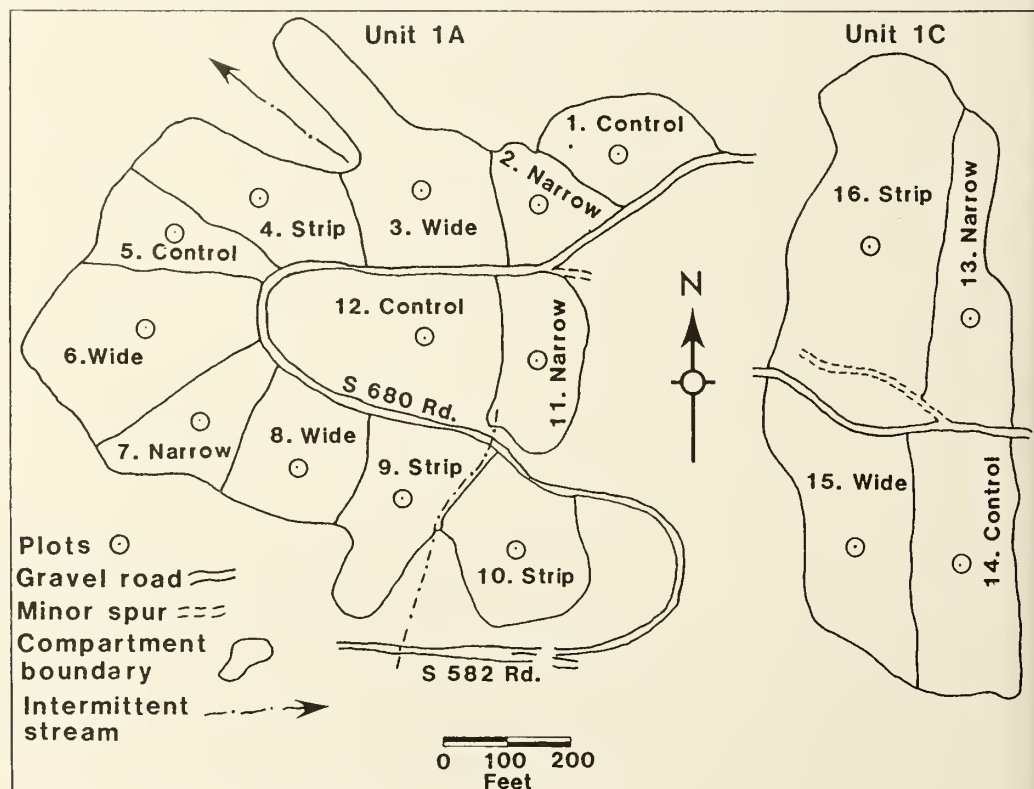 Unit 1A
Unit 1C
1. Control
2. Narrow
3. Wide
4. Strip
5. Control
6. Wide
7. Narrow
8. Wide
9. Strip
10. Strip
11. Narrow
12. Control
S 680 Rd.
S 582 Rd.
N
13. Narrow
14. Control
15. Wide
16. Strip
Plots
Gravel road
Minor spur
Compartment
boundary
Intermittent
stream
0 100 200
Feet